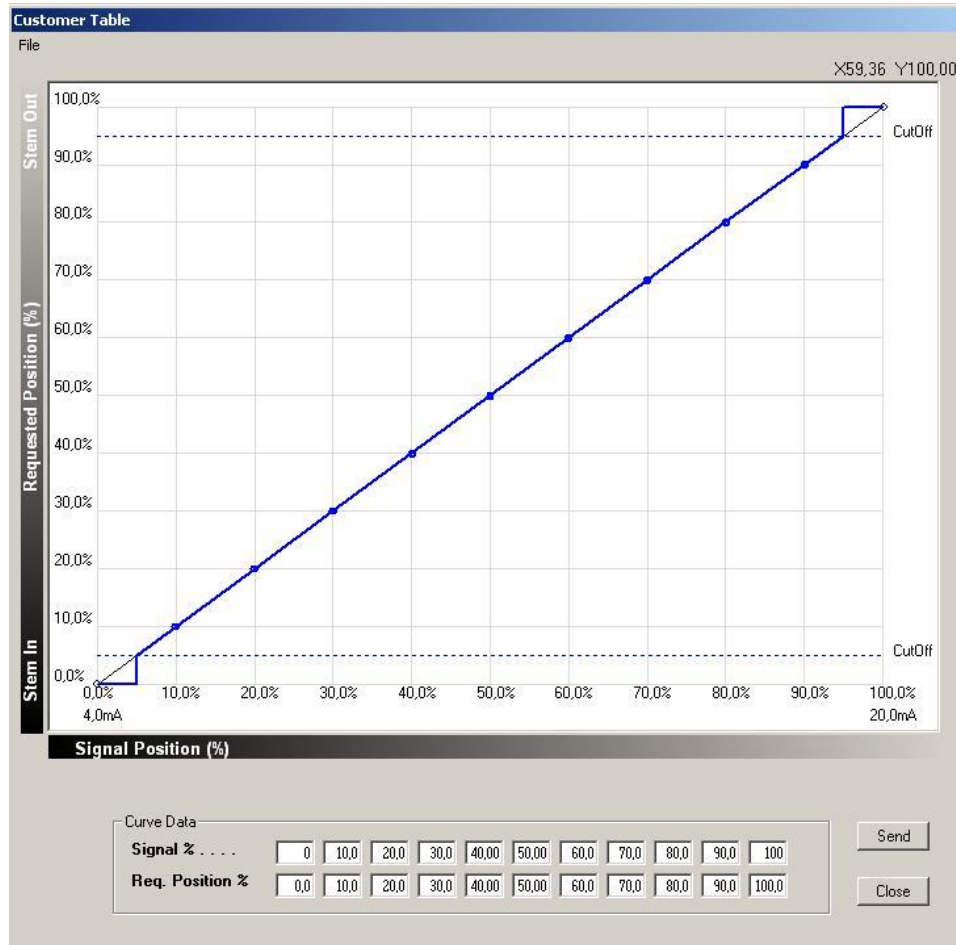 Customer Table
File
X59,36 Y100,00
Stem Out
Requested Position (%)
Stem In
100,0%
90,0%
80,0%
70,0%
60,0%
50,0%
40,0%
30,0%
20,0%
10,0%
0,0%
CutOff
CutOff
0,0% 10,0% 20,0% 30,0% 40,0% 50,0% 60,0% 70,0% 80,0% 90,0% 100,0%
4,0mA 20,0mA
Signal Position (%)
Curve Data
Signal % . . . . 0 10,0 20,0 30,0 40,00 50,00 60,0 70,0 80,0 90,0 100
Req. Position % 0,0 10,0 20,0 30,0 40,00 50,00 60,0 70,0 80,0 90,0 100,0
Send
Close